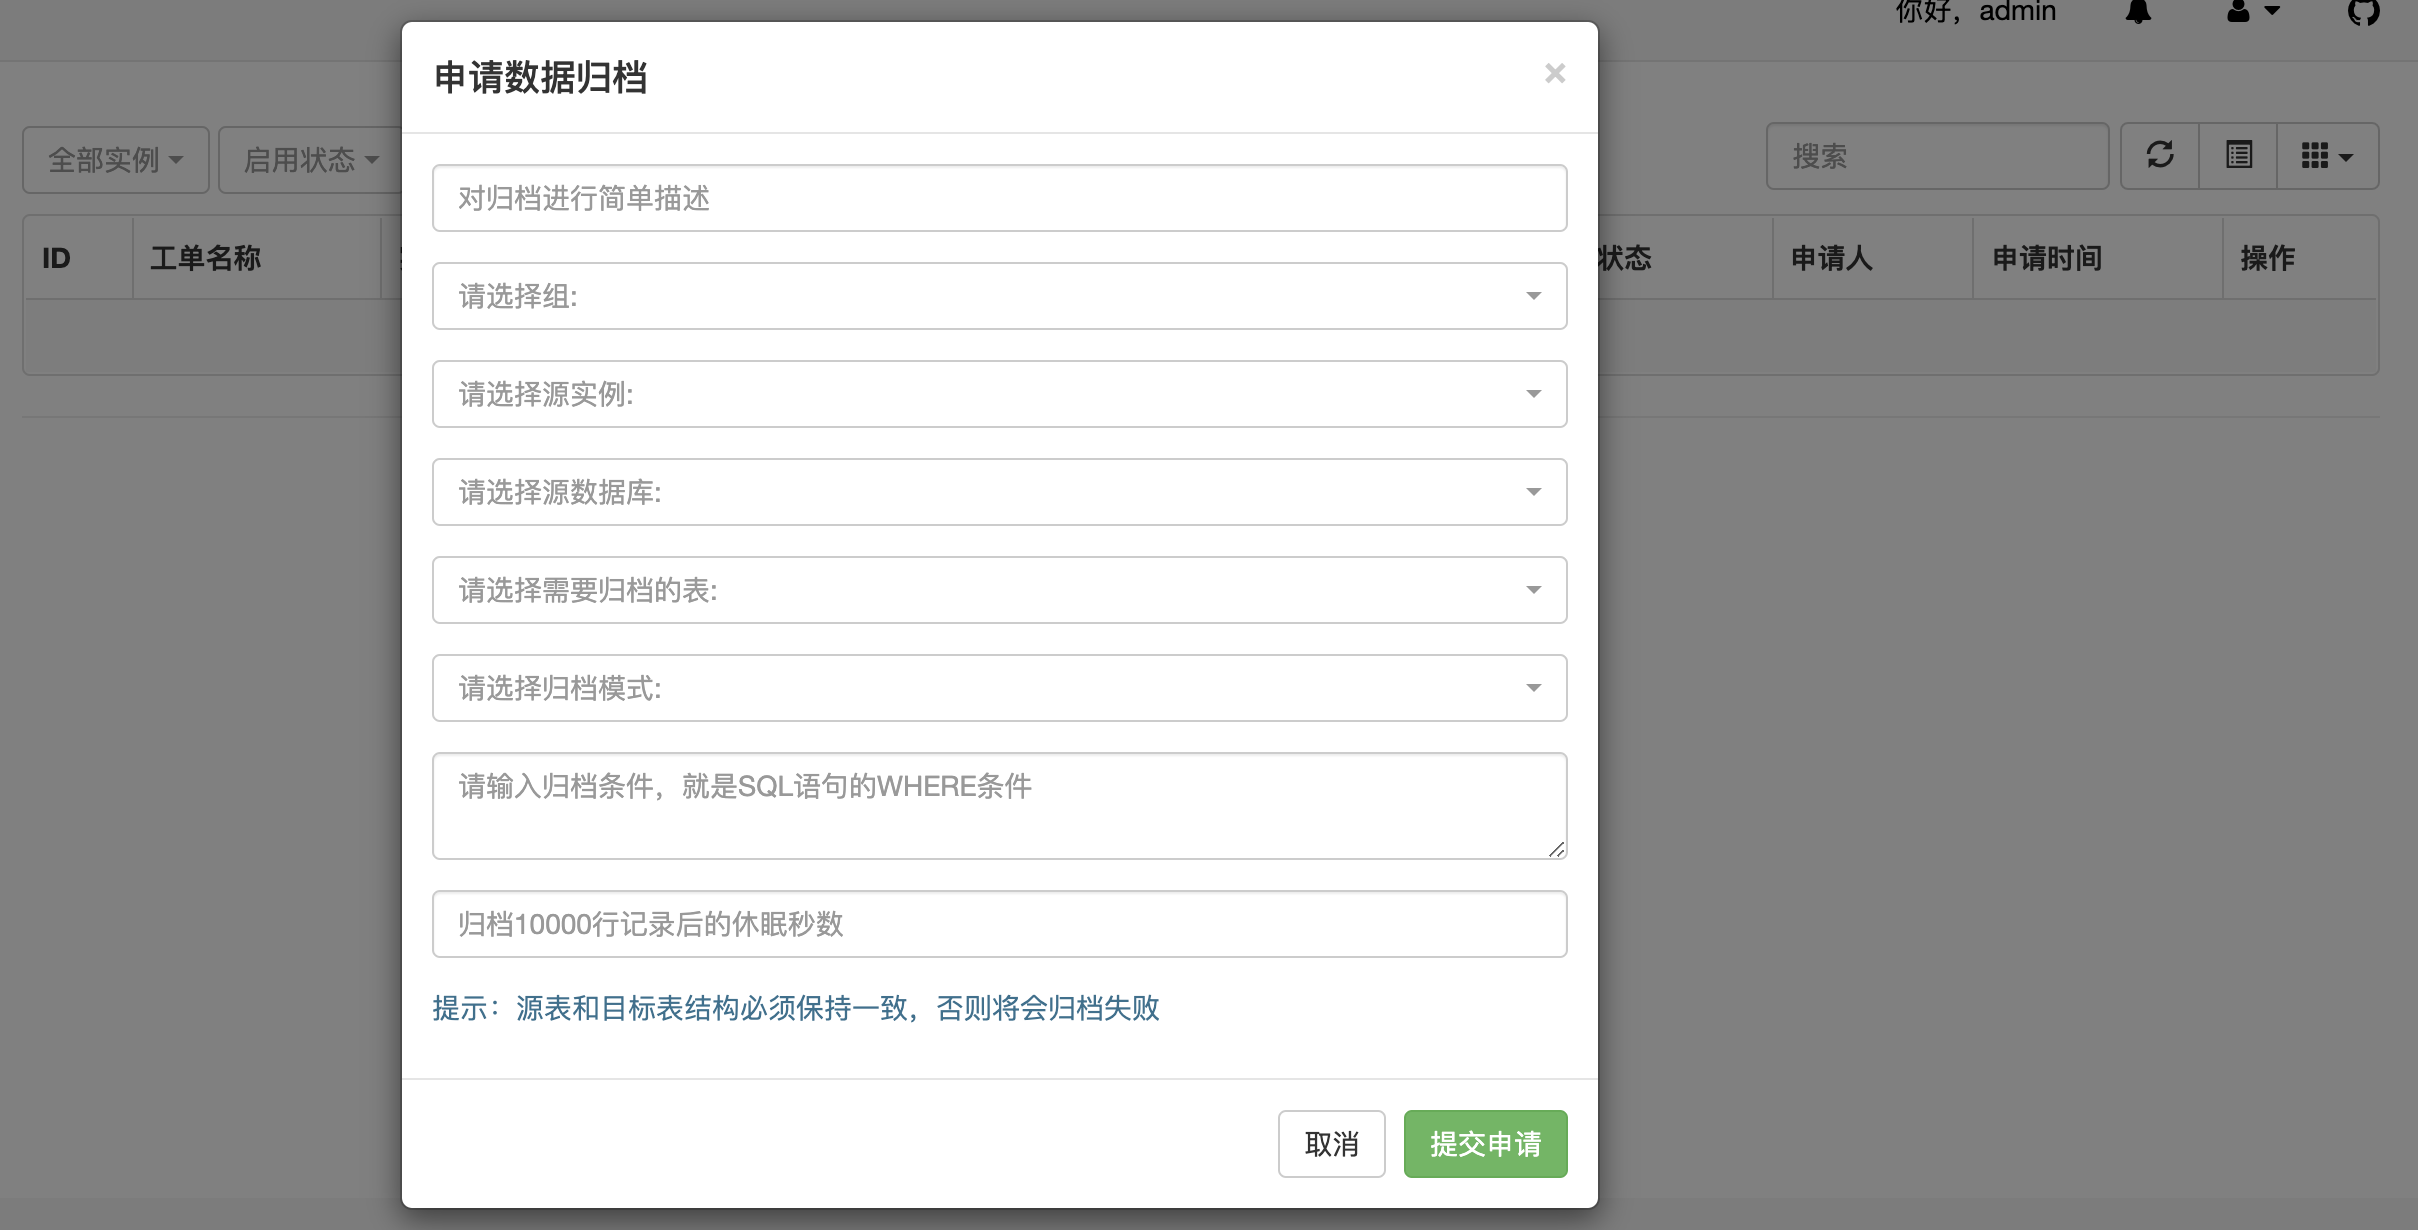 你好，admin
申请数据归档
×
全部实例
启用状态
搜索
对归档进行简单描述
ID
工单名称
状态
申请人
申请时间
操作
请选择组:
请选择源实例:
请选择源数据库:
请选择需要归档的表:
请选择归档模式:
请输入归档条件，就是SQL语句的WHERE条件
归档10000行记录后的休眠秒数
提示：源表和目标表结构必须保持一致，否则将会归档失败
取消
提交申请